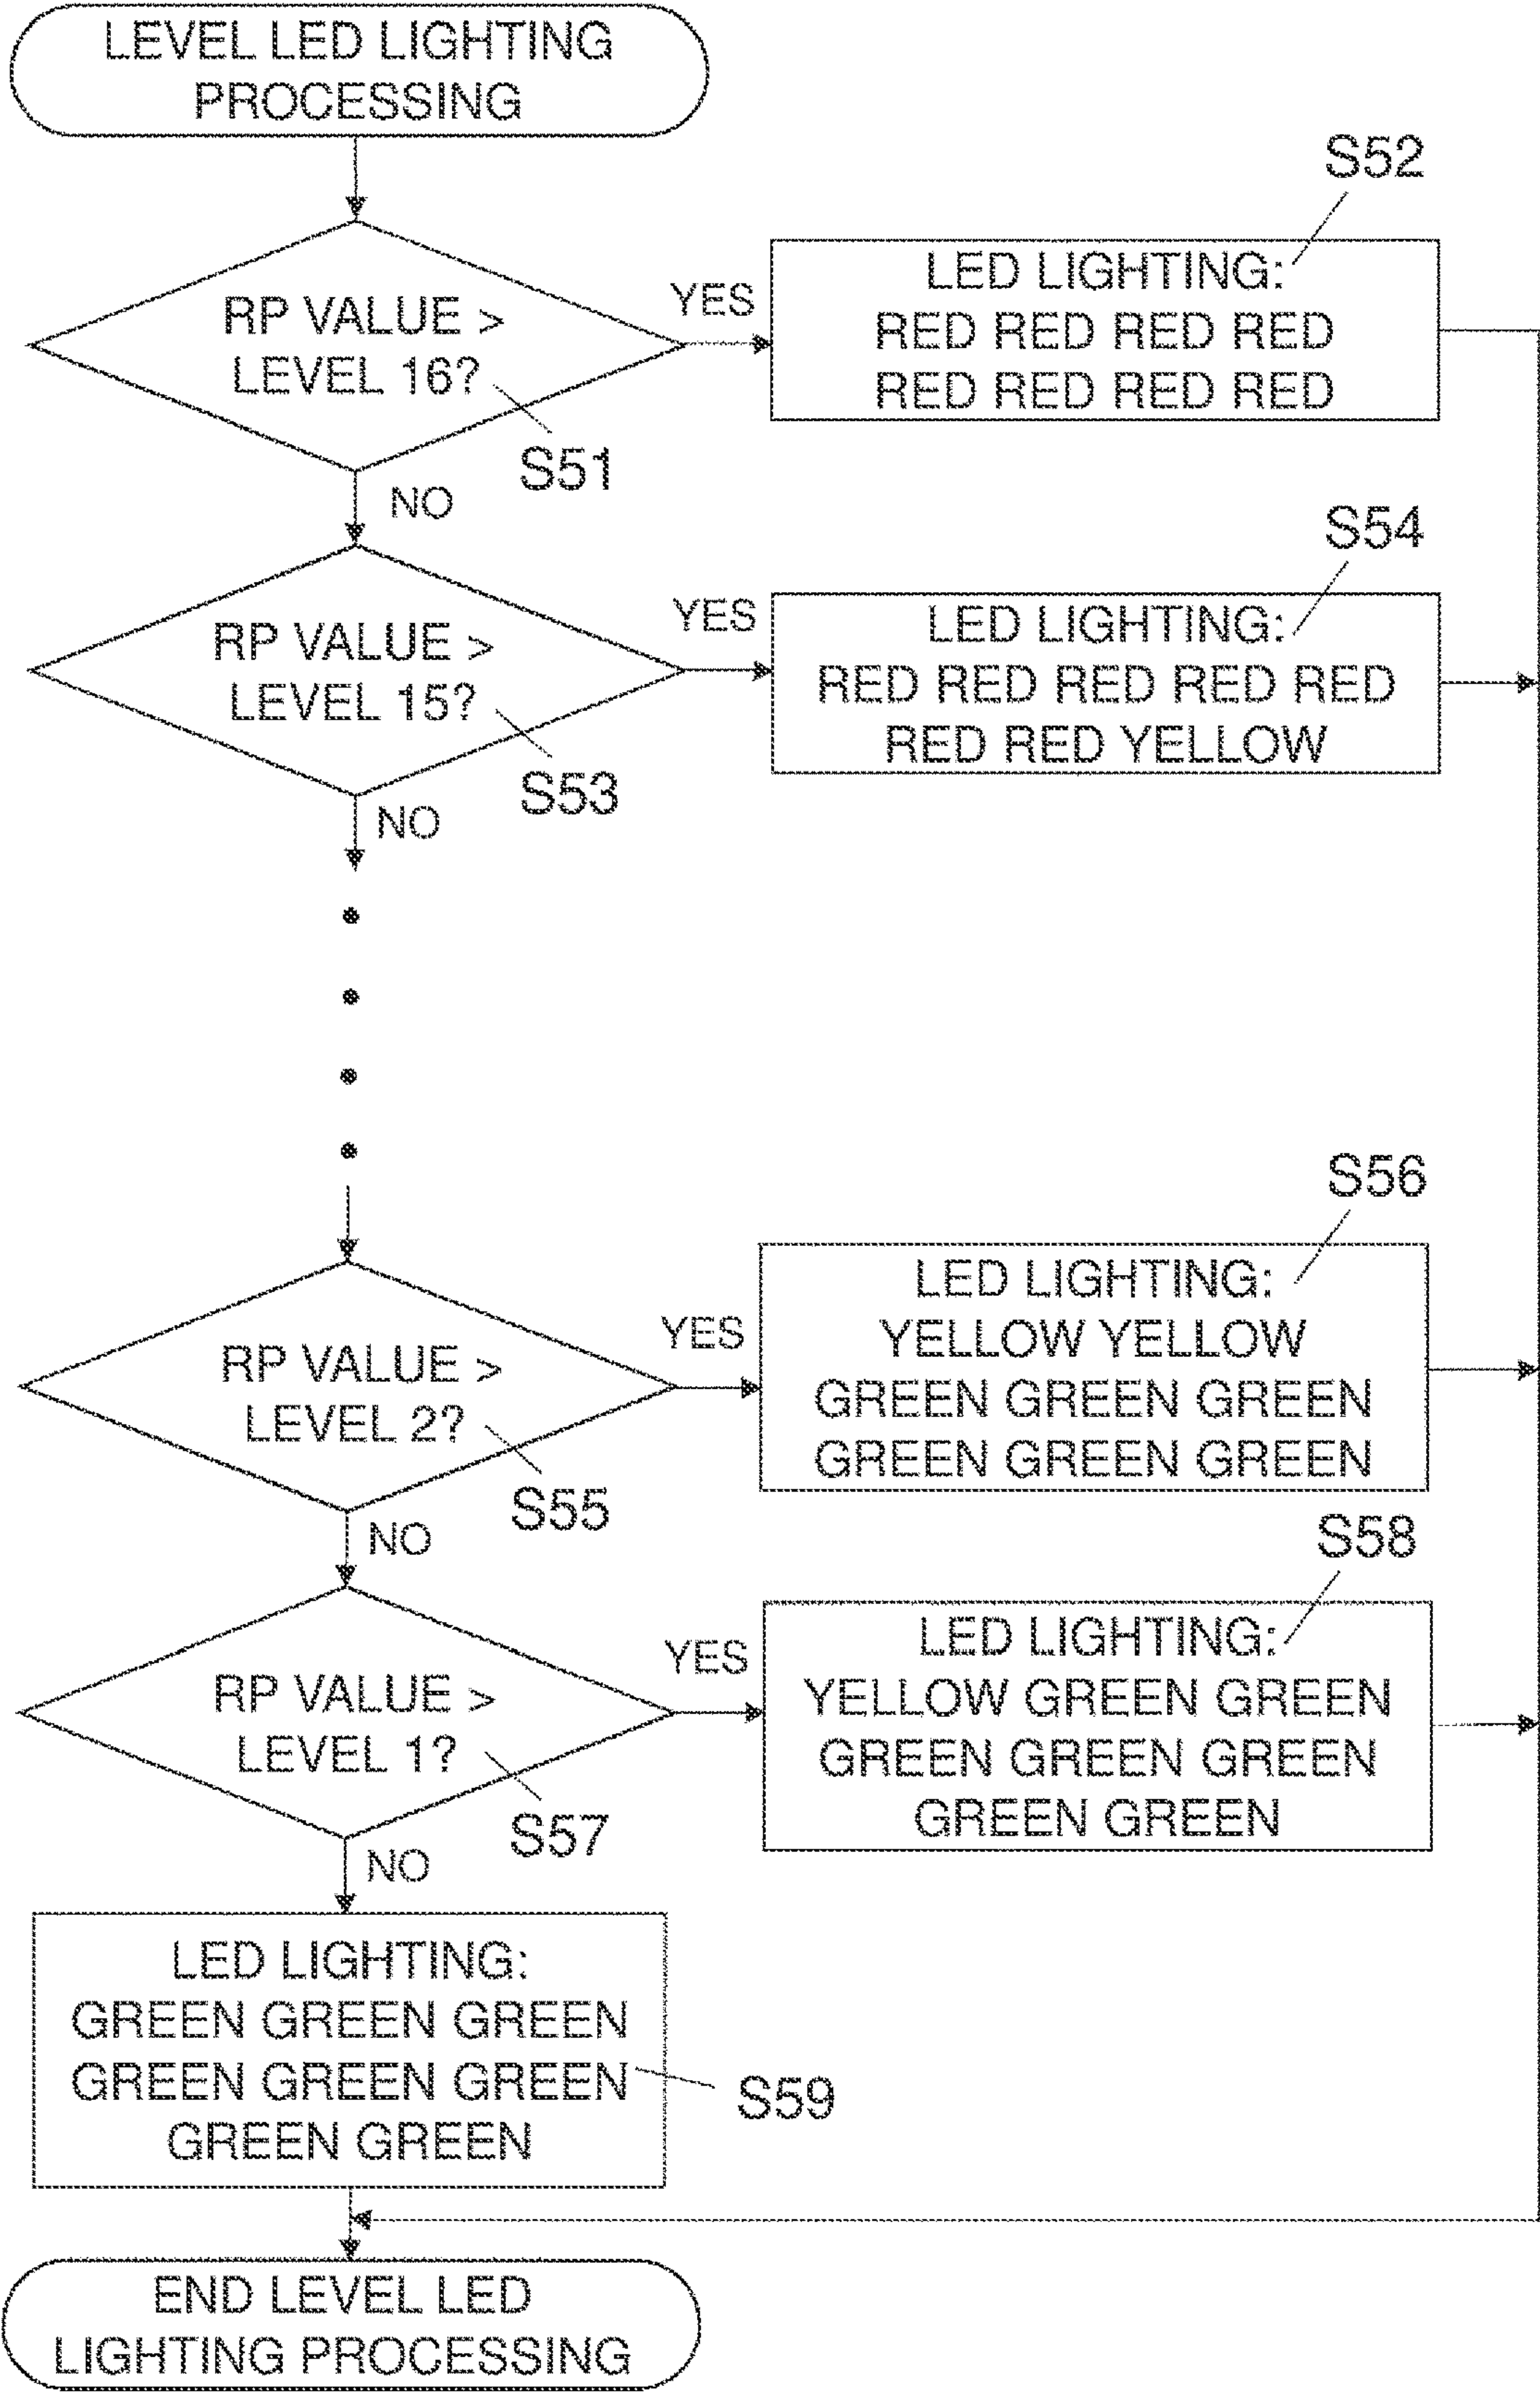 LEVEL LED LIGHTING
PROCESSING
S52
LED LIGHTING:
RED RED RED RED
RED RED RED RED
YES
RP VALUE >
LEVEL 16?
S51
NO
S54
LED LIGHTING:
RED RED RED RED RED
RED RED YELLOW
YES
RP VALUE >
LEVEL 15?
S53
NO
S56
LED LIGHTING:
YELLOW YELLOW
GREEN GREEN GREEN
GREEN GREEN GREEN
YES
RP VALUE >
LEVEL 2?
S55
NO
S58
LED LIGHTING:
YELLOW GREEN GREEN
GREEN GREEN GREEN
GREEN GREEN
YES
RP VALUE >
LEVEL 1?
S57
NO
LED LIGHTING:
GREEN GREEN GREEN
GREEN GREEN GREEN
GREEN GREEN
S59
END LEVEL LED
LIGHTING PROCESSING